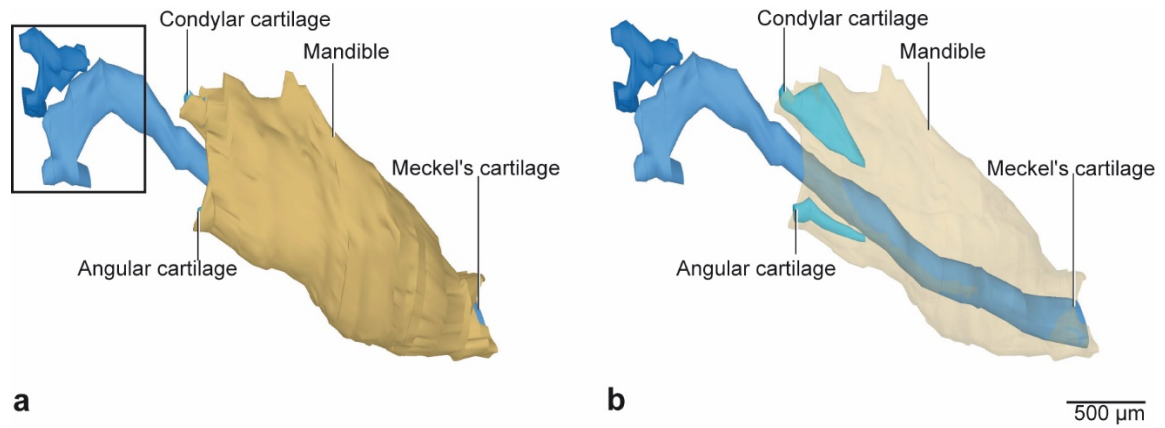 Condylar cartilage
Mandible
Meckel's cartilage
Angular cartilage
a
Condylar cartilage
Mandible
Meckel's cartilage
Angular cartilage
b
500 µm